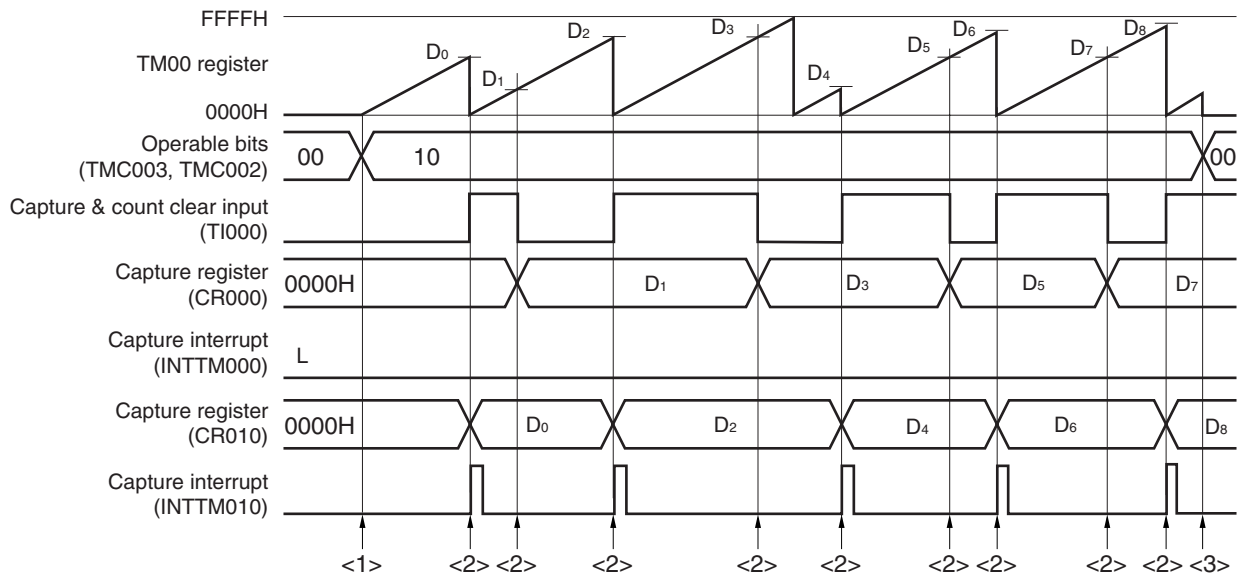 FFFFH
TM00 register
0000H
D0 D1 D2 D3 D4 D5 D6 D7 D8
Operable bits
(TMC003, TMC002)
00 10 00
Capture & count clear input
(TI000)
Capture register
(CR000)
0000H D1 D3 D5 D7
Capture interrupt
(INTTM000)
L
Capture register
(CR010)
0000H D0 D2 D4 D6 D8
Capture interrupt
(INTTM010)
<1> <2> <2> <2> <2> <2> <2> <2> <2> <2> <3>